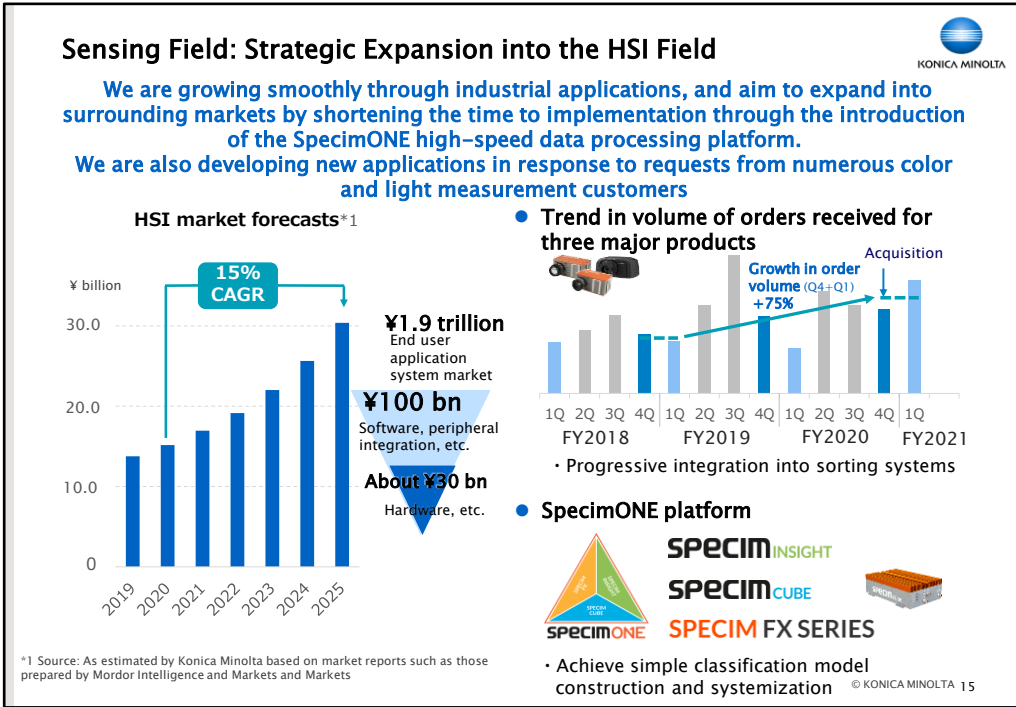 Sensing Field: Strategic Expansion into the HSI Field
KONICA MINOLTA
We are growing smoothly through industrial applications, and aim to expand into
surrounding markets by shortening the time to implementation through the introduction
of the SpecimONE high-speed data processing platform.
We are also developing new applications in response to requests from numerous color
and light measurement customers
HSI market forecasts*1
¥ billion
15%
CAGR
30.0
20.0
10.0
0
2019
2020
2021
2022
2023
2024
2025
¥1.9 trillion
End user
application
system market
¥100 bn
Software, peripheral
integration, etc.
About ¥30 bn
Hardware, etc.
● Trend in volume of orders received for
three major products
Acquisition
Growth in order
volume (Q4+Q1)
+75%
1Q 2Q 3Q 4Q 1Q 2Q 3Q 4Q 1Q 2Q 3Q 4Q 1Q
FY2018 FY2019 FY2020 FY2021
・Progressive integration into sorting systems
● SpecimONE platform
SPECIM FX
SPECIM INSIGHT
SPECIM CUBE
SPECIMONE
SPECIM INSIGHT
SPECIM CUBE
SPECIM FX SERIES
・Achieve simple classification model
construction and systemization
*1 Source: As estimated by Konica Minolta based on market reports such as those
prepared by Mordor Intelligence and Markets and Markets
© KONICA MINOLTA 15